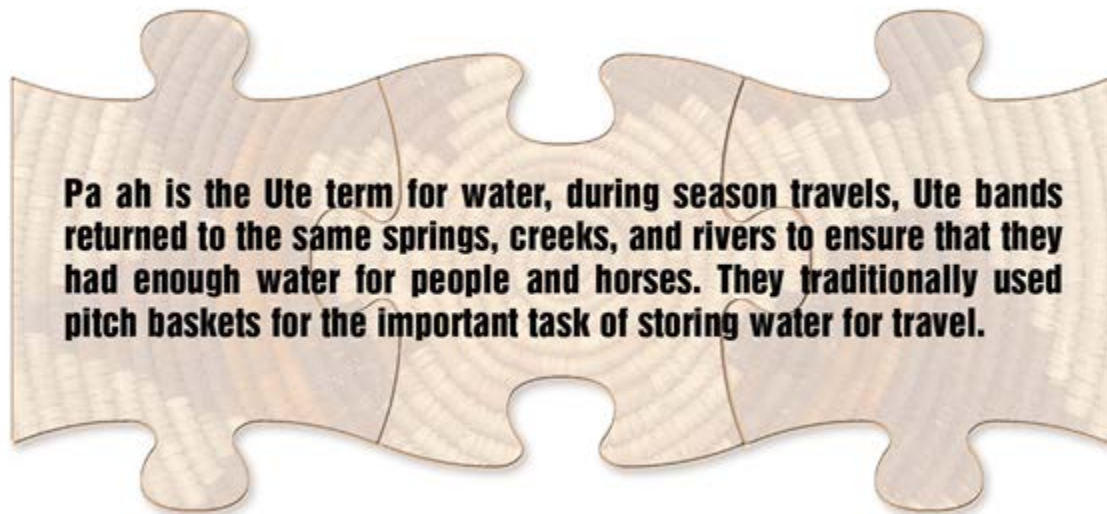 Pa ah is the Ute term for water, during season travels, Ute bands
returned to the same springs, creeks, and rivers to ensure that they
had enough water for people and horses. They traditionally used
pitch baskets for the important task of storing water for travel.